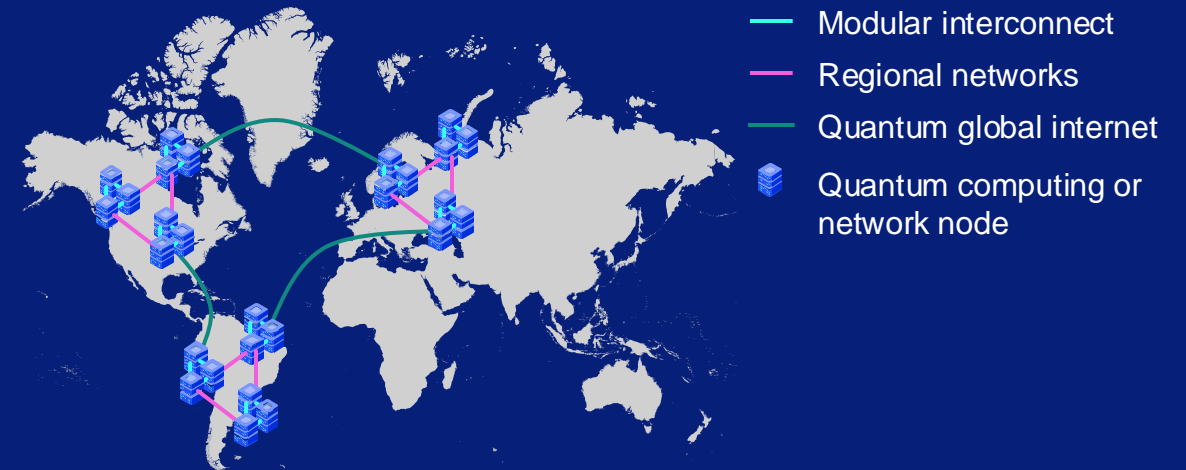 Modular interconnect
Regional networks
Quantum global internet
Quantum computing or
network node